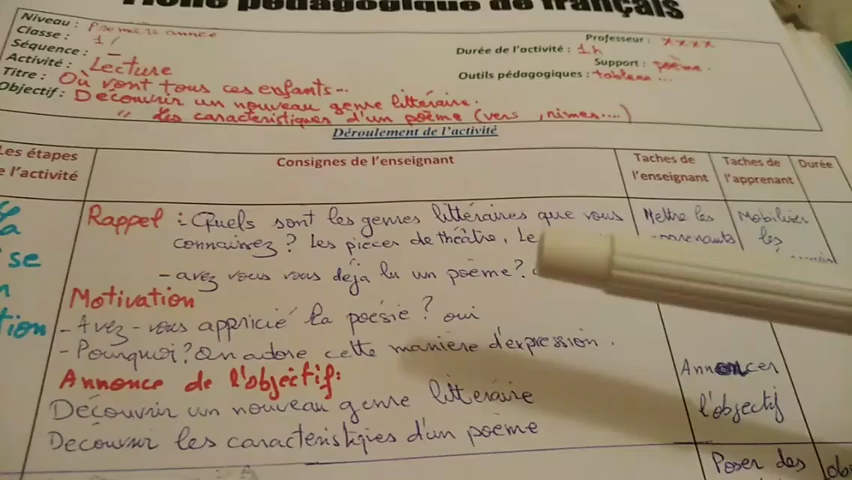 Fiche pédagogique de français
Niveau : première année
Classe : 1/
Séquence :
Activité : Lecture
Titre : Où vont tous ces enfants...
Objectif : Découvrir un nouveau genre littéraire.
" les caractéristiques d'un poème (vers, rimes....)
Professeur : xxxx
Durée de l'activité : 1h
Support : poème.
Outils pédagogiques : tableau...
Déroulement de l'activité
Les étapes
de l'activité
Consignes de l'enseignant
Taches de
l'enseignant
Taches de
l'apprenant
Durée
Rappel : Quels sont les genres littéraires que vous
connaissez ? Les pièces de théâtre, Le
- avez vous vous déjà lu un poème ?
Motivation
- Avez-vous appricié la poésie ? oui
- Pourquoi ? On adore cette manière d'expression.
Annonce de l'objectif :
Découvrir un nouveau genre littéraire
Découvrir les caractéristiqies d'un poème
Mettre les
Mobiliser
les
Annoncer
l'objectif
Poser des